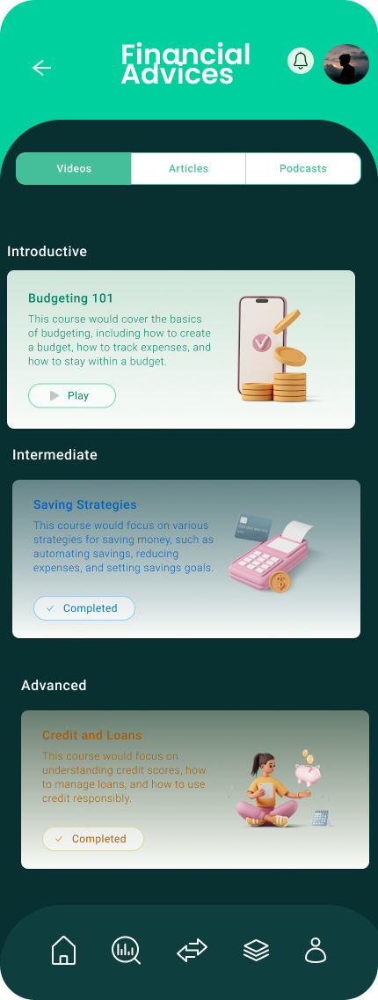 Financial
Advices
Videos
Articles
Podcasts
Introductive
Budgeting 101
This course would cover the basics
of budgeting, including how to create
a budget, how to track expenses, and
how to stay within a budget.
Play
Intermediate
Saving Strategies
This course would focus on various
strategies for saving money, such as
automating savings, reducing
expenses, and setting savings goals.
Completed
Advanced
Credit and Loans
This course would focus on
understanding credit scores, how
to manage loans, and how to use
credit responsibly.
Completed